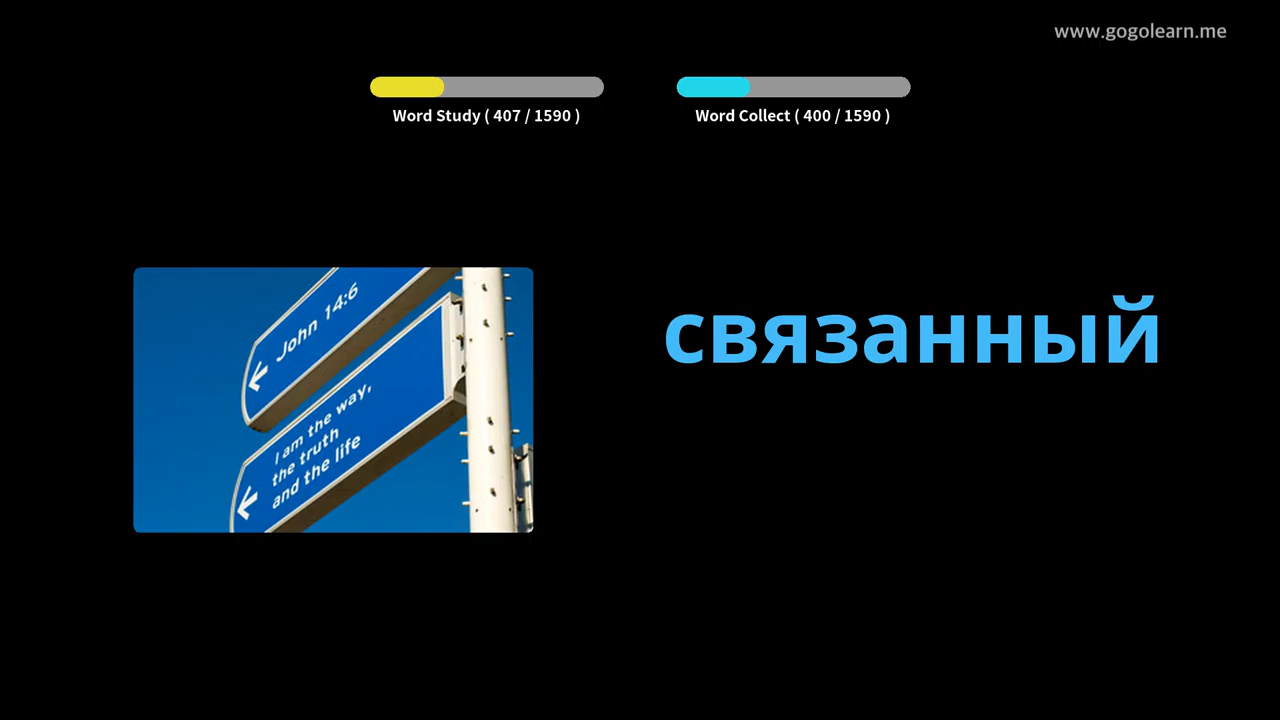 www.gogolearn.me
Word Study ( 407 / 1590 )
Word Collect ( 400 / 1590 )
John 14:6
I am the way,
the truth
and the life
связанный